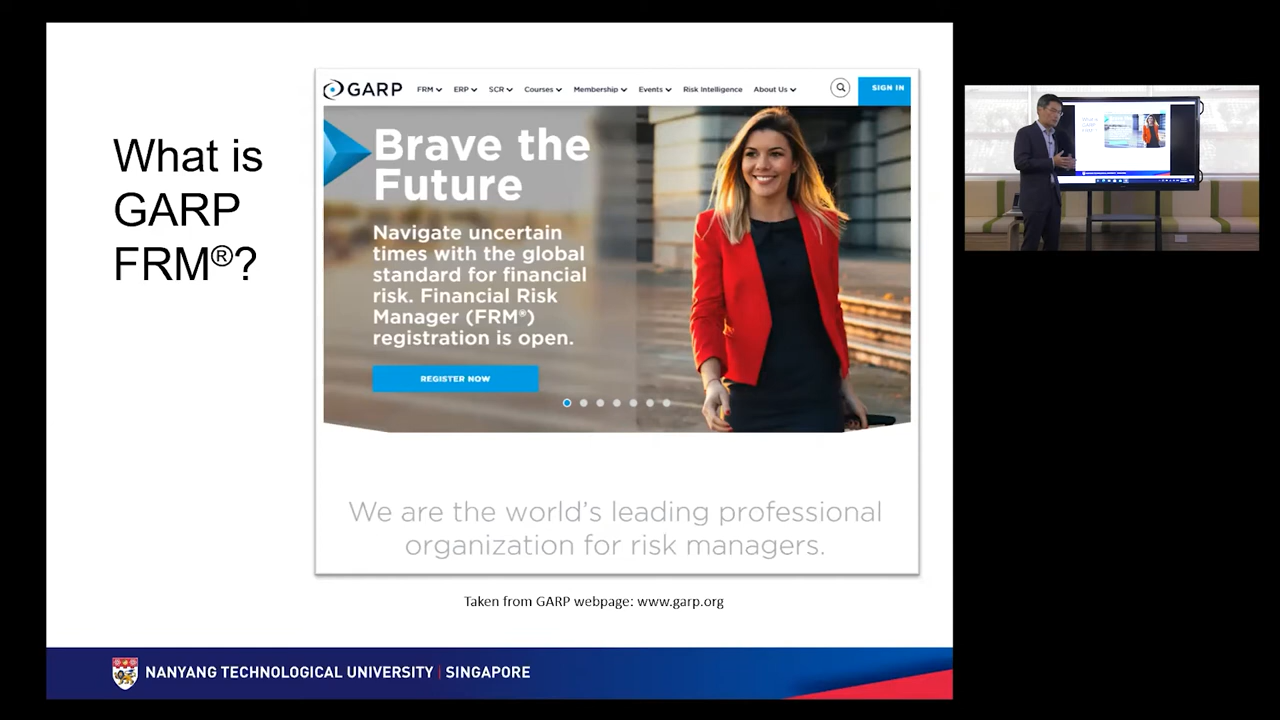 What is
GARP
FRM®?
GARP
FRM ERP SCR Courses Membership Events Risk Intelligence About Us
SIGN IN
Brave the
Future
Navigate uncertain
times with the global
standard for financial
risk. Financial Risk
Manager (FRM®)
registration is open.
REGISTER NOW
We are the world's leading professional
organization for risk managers.
Taken from GARP webpage: www.garp.org
NANYANG TECHNOLOGICAL UNIVERSITY | SINGAPORE